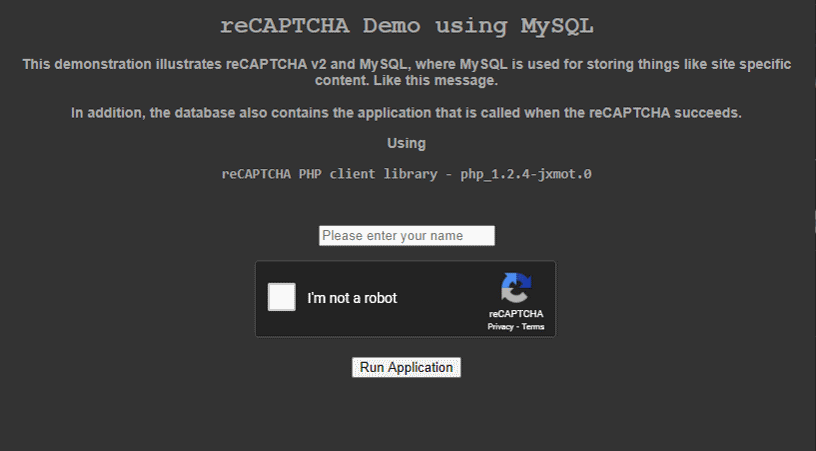 reCAPTCHA Demo using MySQL
This demonstration illustrates reCAPTCHA v2 and MySQL, where MySQL is used for storing things like site specific
content. Like this message.
In addition, the database also contains the application that is called when the reCAPTCHA succeeds.
Using
reCAPTCHA PHP client library - php_1.2.4-jxmot.0
Please enter your name
I'm not a robot
reCAPTCHA
Privacy - Terms
Run Application